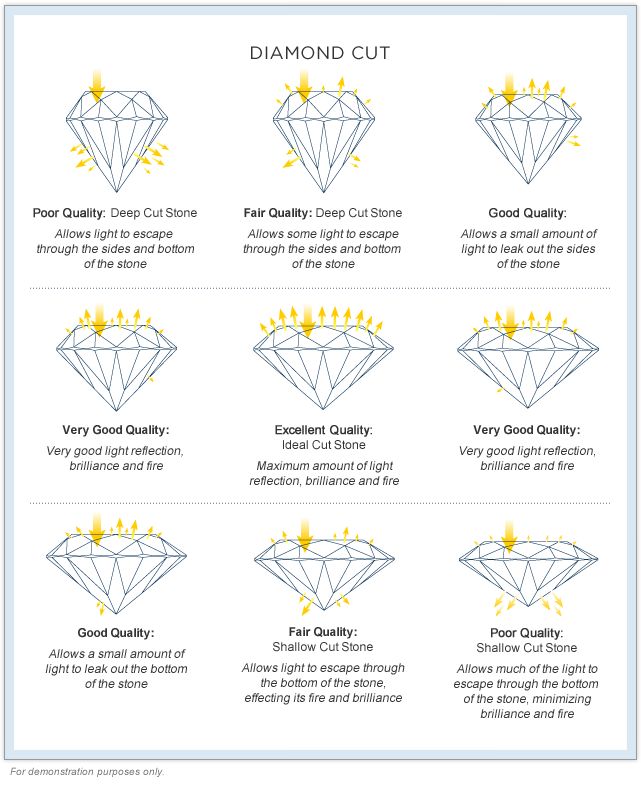 DIAMOND CUT
Poor Quality: Deep Cut Stone
Allows light to escape
through the sides and bottom
of the stone
Fair Quality: Deep Cut Stone
Allows some light to escape
through the sides and bottom
of the stone
Good Quality:
Allows a small amount of
light to leak out the sides
of the stone
Very Good Quality:
Very good light reflection,
brilliance and fire
Excellent Quality:
Ideal Cut Stone
Maximum amount of light
reflection, brilliance and fire
Very Good Quality:
Very good light reflection,
brilliance and fire
Good Quality:
Allows a small amount of
light to leak out the bottom
of the stone
Fair Quality:
Shallow Cut Stone
Allows light to escape through
the bottom of the stone,
effecting its fire and brilliance
Poor Quality:
Shallow Cut Stone
Allows much of the light to
escape through the bottom
of the stone, minimizing
brilliance and fire
For demonstration purposes only.